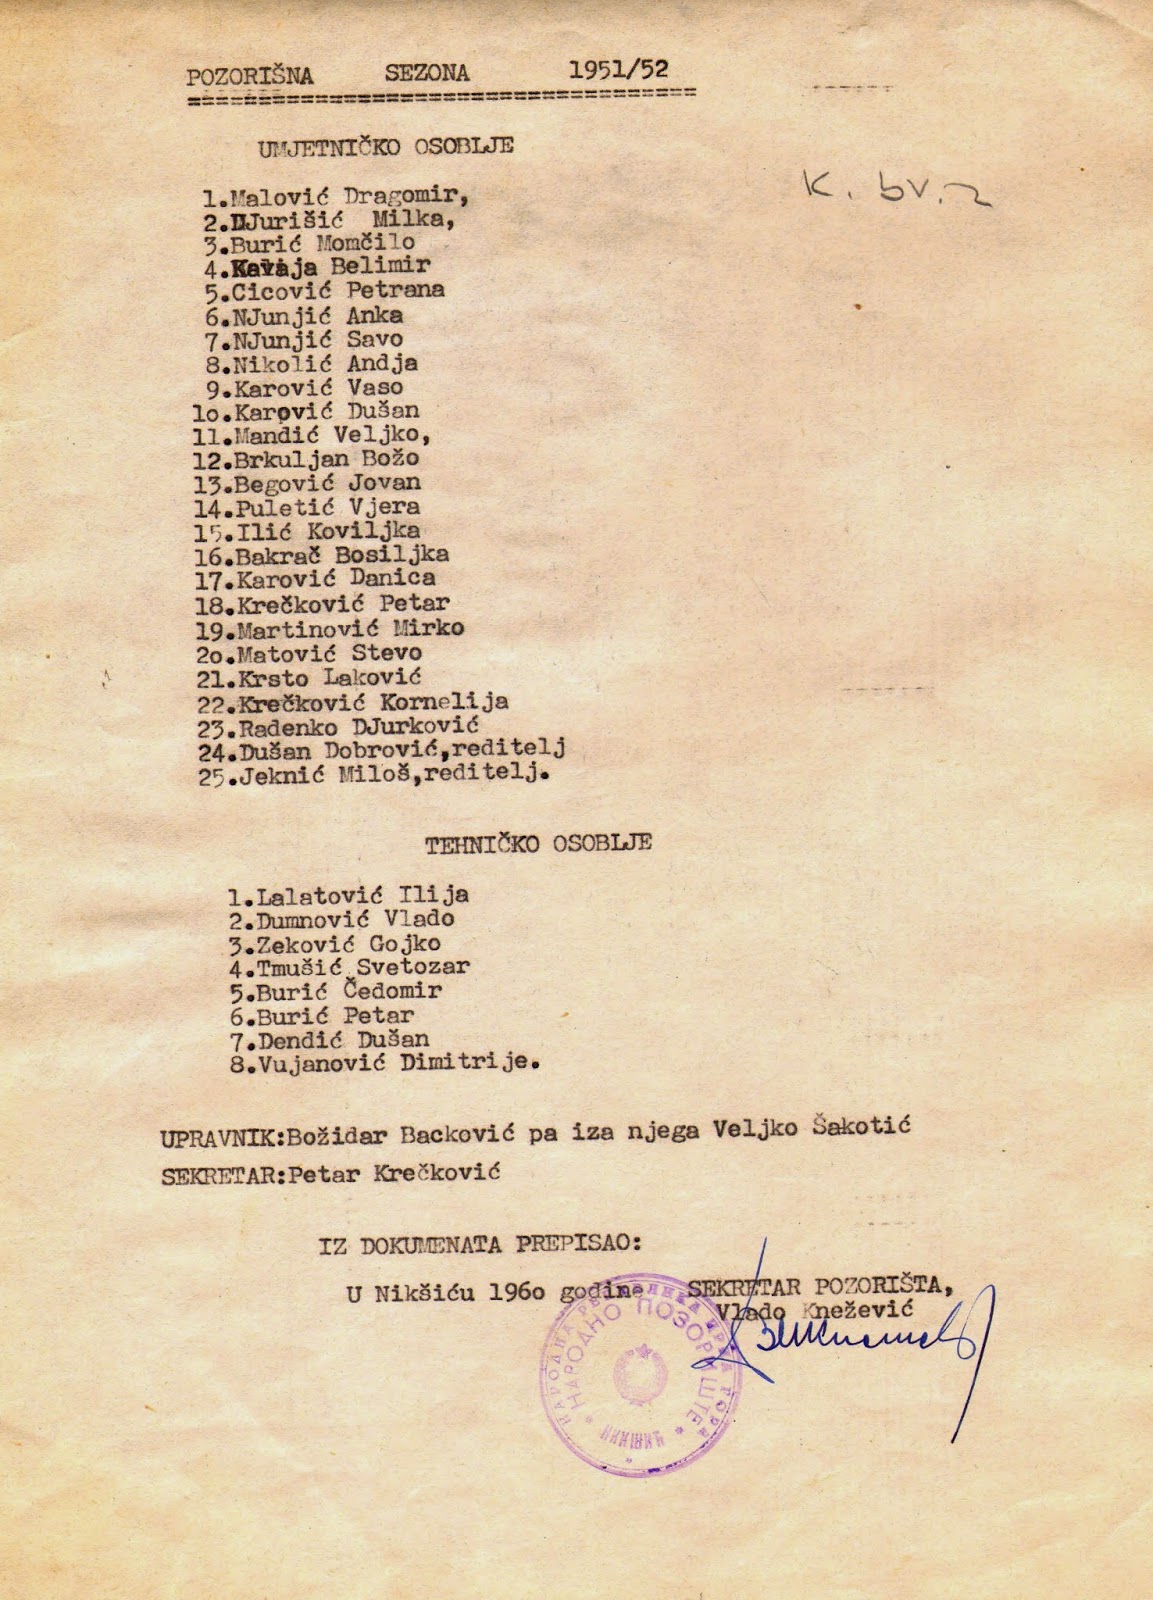 POZORIŠNA SEZONA 1951/52
UMJETNIČKO OSOBLJE
K. bv. 2
1.Malović Dragomir,
2.DJurišić Milka,
3.Burić Momčilo
4.Kavaja Belimir
5.Cicović Petrana
6.NJunjić Anka
7.NJunjić Savo
8.Nikolić Andja
9.Karović Vaso
1o.Karović Dušan
11.Mandić Veljko,
12.Brkuljan Božo
13.Begović Jovan
14.Puletić Vjera
15.Ilić Koviljka
16.Bakrač Bosiljka
17.Karović Danica
18.Krečković Petar
19.Martinović Mirko
2o.Matović Stevo
21.Krsto Laković
22.Krečković Kornelija
23.Radenko DJurković
24.Dušan Dobrović,reditelj
25.Jeknić Miloš,reditelj.
TEHNIČKO OSOBLJE
1.Lalatović Ilija
2.Dumnović Vlado
3.Zeković Gojko
4.Tmušić Svetozar
5.Burić Čedomir
6.Burić Petar
7.Dendić Dušan
8.Vujanović Dimitrije.
UPRAVNIK:Božidar Backović pa iza njega Veljko Šakotić
SEKRETAR:Petar Krečković
IZ DOKUMENATA PREPISAO:
U Nikšiću 196o godine SEKRETAR POZORIŠTA,
Vlado Knežević
НАРОДНА РЕПУБЛИКА ЦРНА ГОРА
НАРОДНО ПОЗОРИШТЕ
НИКШИЋ